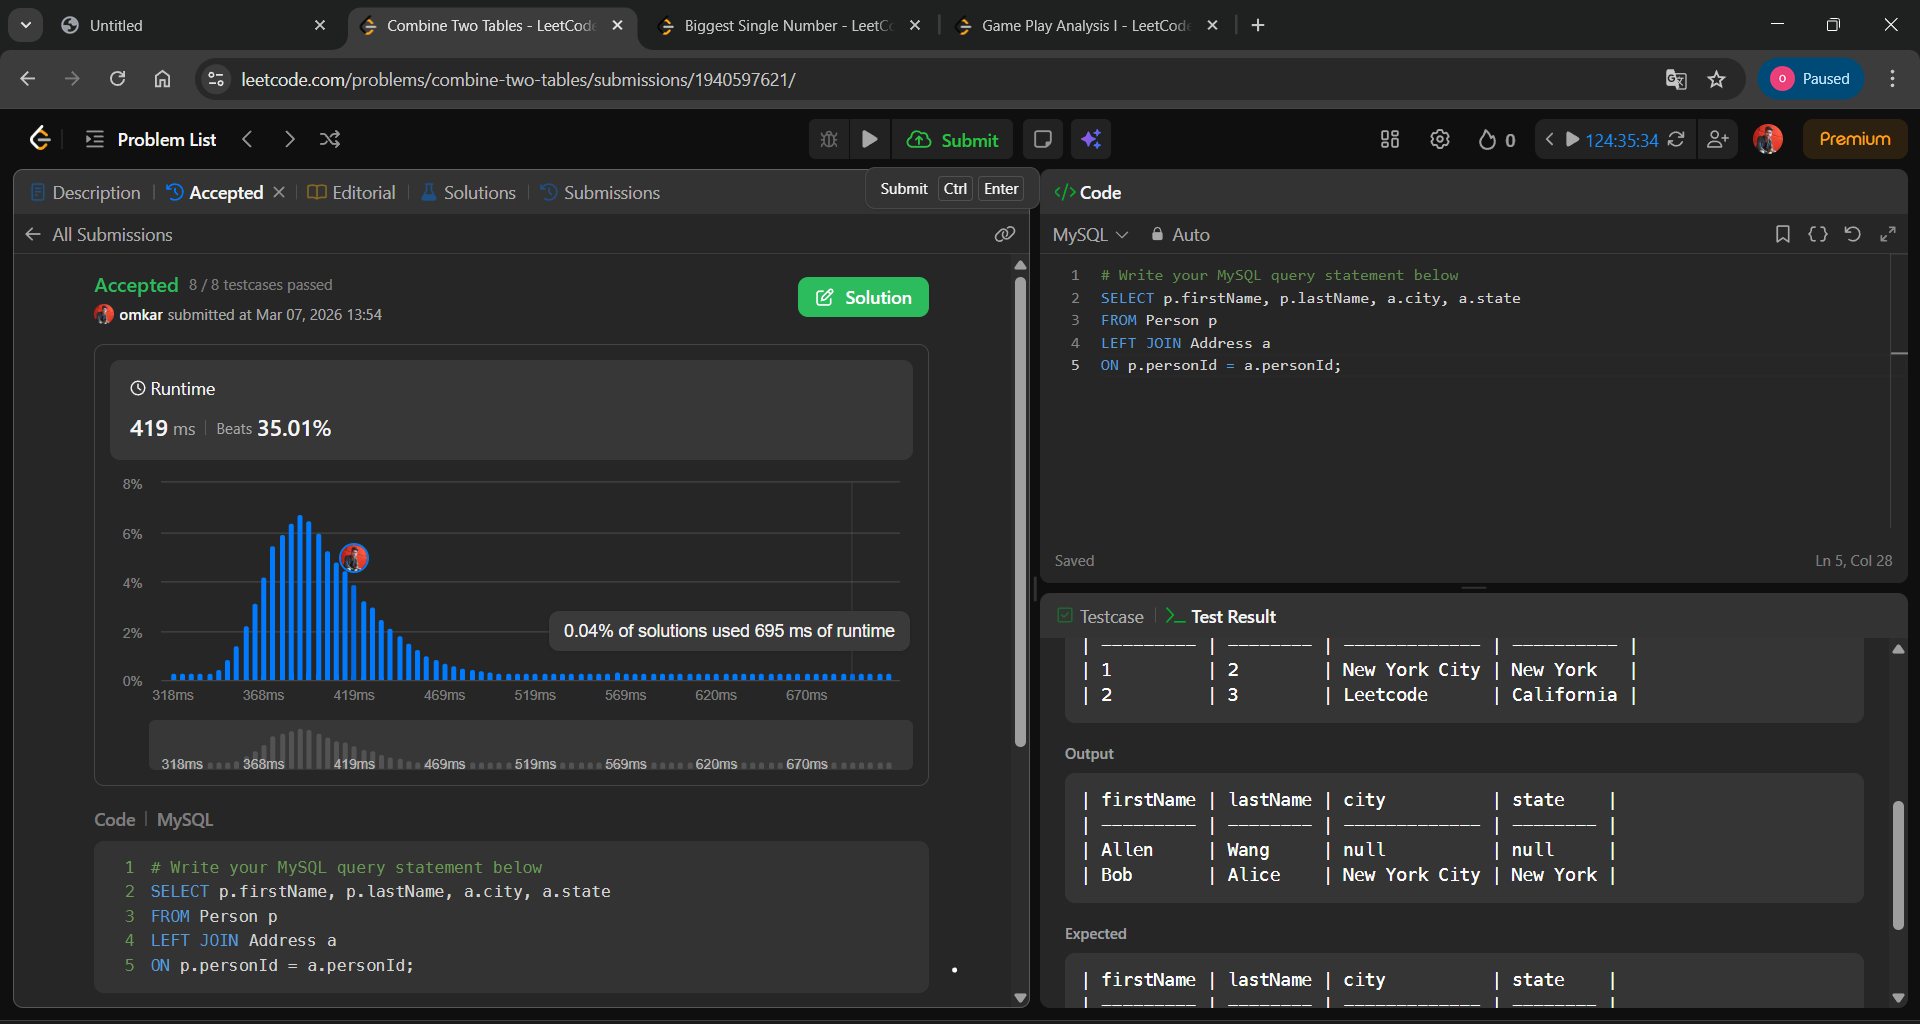 Untitled
Combine Two Tables - LeetCode
Biggest Single Number - LeetC
Game Play Analysis I - LeetCode
leetcode.com/problems/combine-two-tables/submissions/1940597621/
O Paused
Problem List
Submit
0
124:35:34
Premium
Description
Accepted
Editorial
Solutions
Submissions
Submit Ctrl Enter
</> Code
All Submissions
MySQL
Auto
Accepted 8 / 8 testcases passed
omkar submitted at Mar 07, 2026 13:54
Solution
Runtime
419 ms | Beats 35.01%
8%
6%
4%
2%
0%
0.04% of solutions used 695 ms of runtime
318ms 368ms 419ms 469ms 519ms 569ms 620ms 670ms
318ms 368ms 419ms 469ms 519ms 569ms 620ms 670ms
Code | MySQL
1 # Write your MySQL query statement below
2 SELECT p.firstName, p.lastName, a.city, a.state
3 FROM Person p
4 LEFT JOIN Address a
5 ON p.personId = a.personId;
1 # Write your MySQL query statement below
2 SELECT p.firstName, p.lastName, a.city, a.state
3 FROM Person p
4 LEFT JOIN Address a
5 ON p.personId = a.personId;
Saved
Ln 5, Col 28
Testcase
>_ Test Result
| --------- | -------- | ------------- | ---------- |
| 1 | 2 | New York City | New York |
| 2 | 3 | Leetcode | California |
Output
| firstName | lastName | city | state |
| --------- | -------- | ------------- | -------- |
| Allen | Wang | null | null |
| Bob | Alice | New York City | New York |
Expected
| firstName | lastName | city | state |
| --------- | -------- | ------------- | -------- |